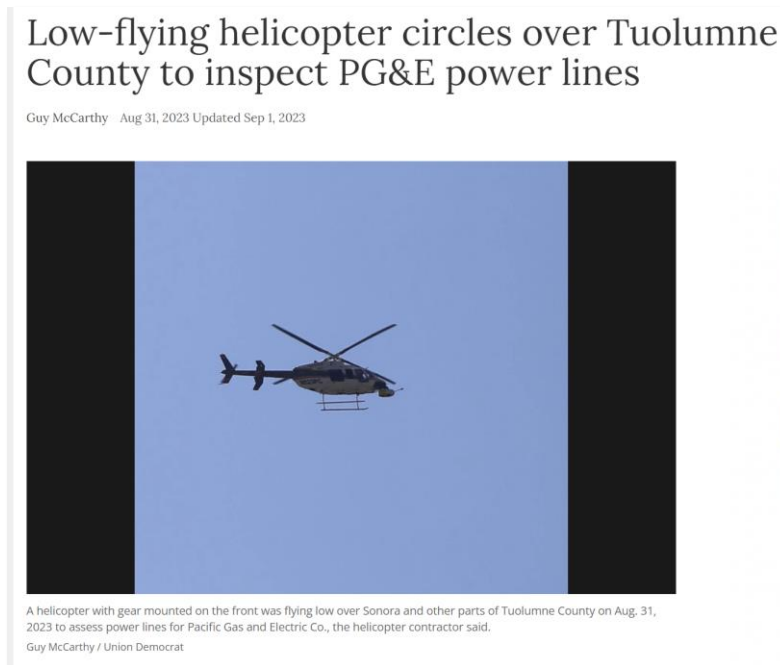 Low-flying helicopter circles over Tuolumne
County to inspect PG&E power lines
Guy McCarthy Aug 31, 2023 Updated Sep 1, 2023
A helicopter with gear mounted on the front was flying low over Sonora and other parts of Tuolumne County on Aug. 31,
2023 to assess power lines for Pacific Gas and Electric Co., the helicopter contractor said.
Guy McCarthy / Union Democrat